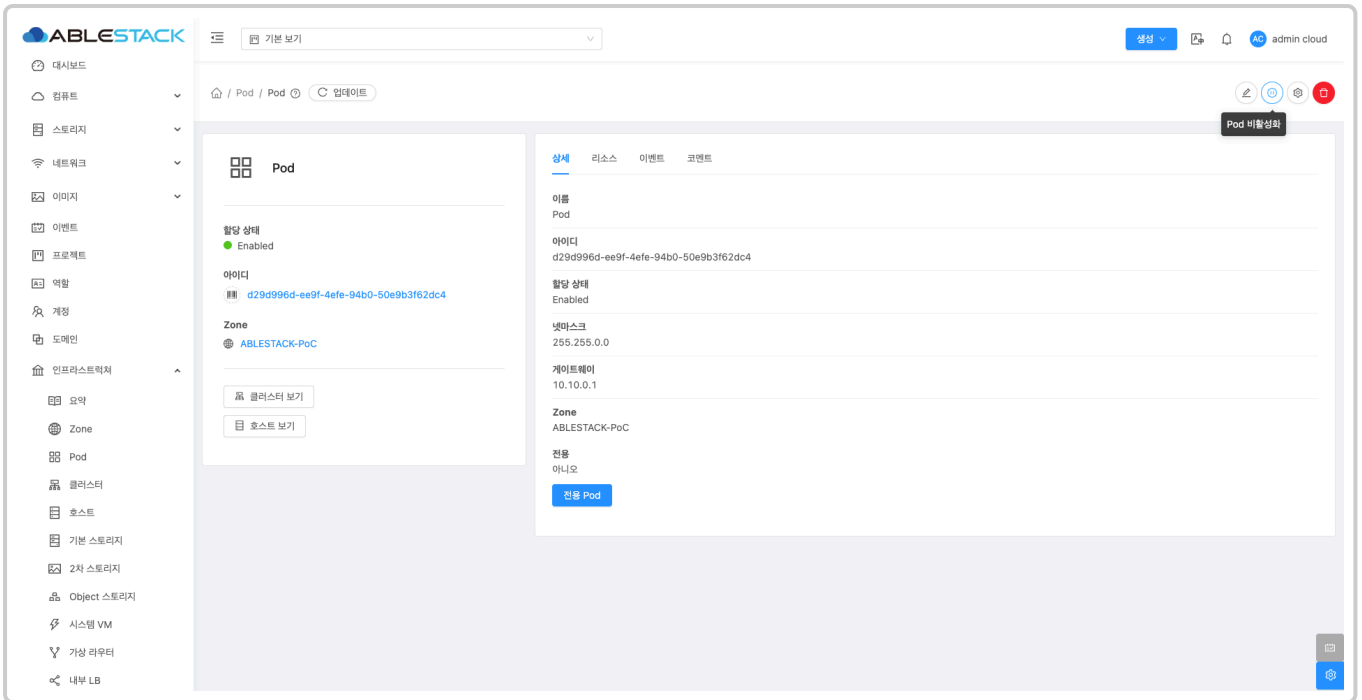 ABLESTACK
기본 보기
생성
AC
admin cloud
대시보드
컴퓨트
스토리지
네트워크
이미지
이벤트
프로젝트
역할
계정
도메인
인프라스트럭쳐
요약
Zone
Pod
클러스터
호스트
기본 스토리지
2차 스토리지
Object 스토리지
시스템 VM
가상 라우터
내부 LB
/ Pod / Pod
업데이트
Pod 비활성화
Pod
할당 상태
Enabled
아이디
d29d996d-ee9f-4efe-94b0-50e9b3f62dc4
Zone
ABLESTACK-PoC
클러스터 보기
호스트 보기
상세 리소스 이벤트 코멘트
이름
Pod
아이디
d29d996d-ee9f-4efe-94b0-50e9b3f62dc4
할당 상태
Enabled
넷마스크
255.255.0.0
게이트웨이
10.10.0.1
Zone
ABLESTACK-PoC
전용
아니오
전용 Pod